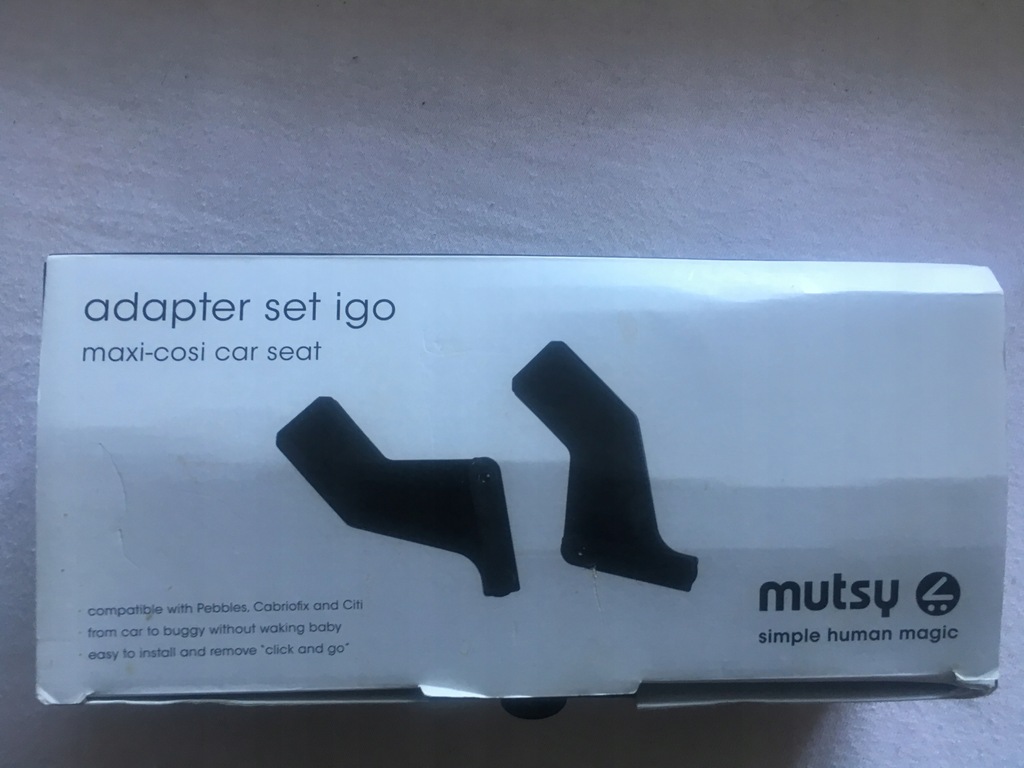 adapter set igo
maxi-cosi car seat
· compatible with Pebbles, Cabriofix and Citi
· from car to buggy without waking baby
· easy to install and remove "click and go"
mutsy
simple human magic